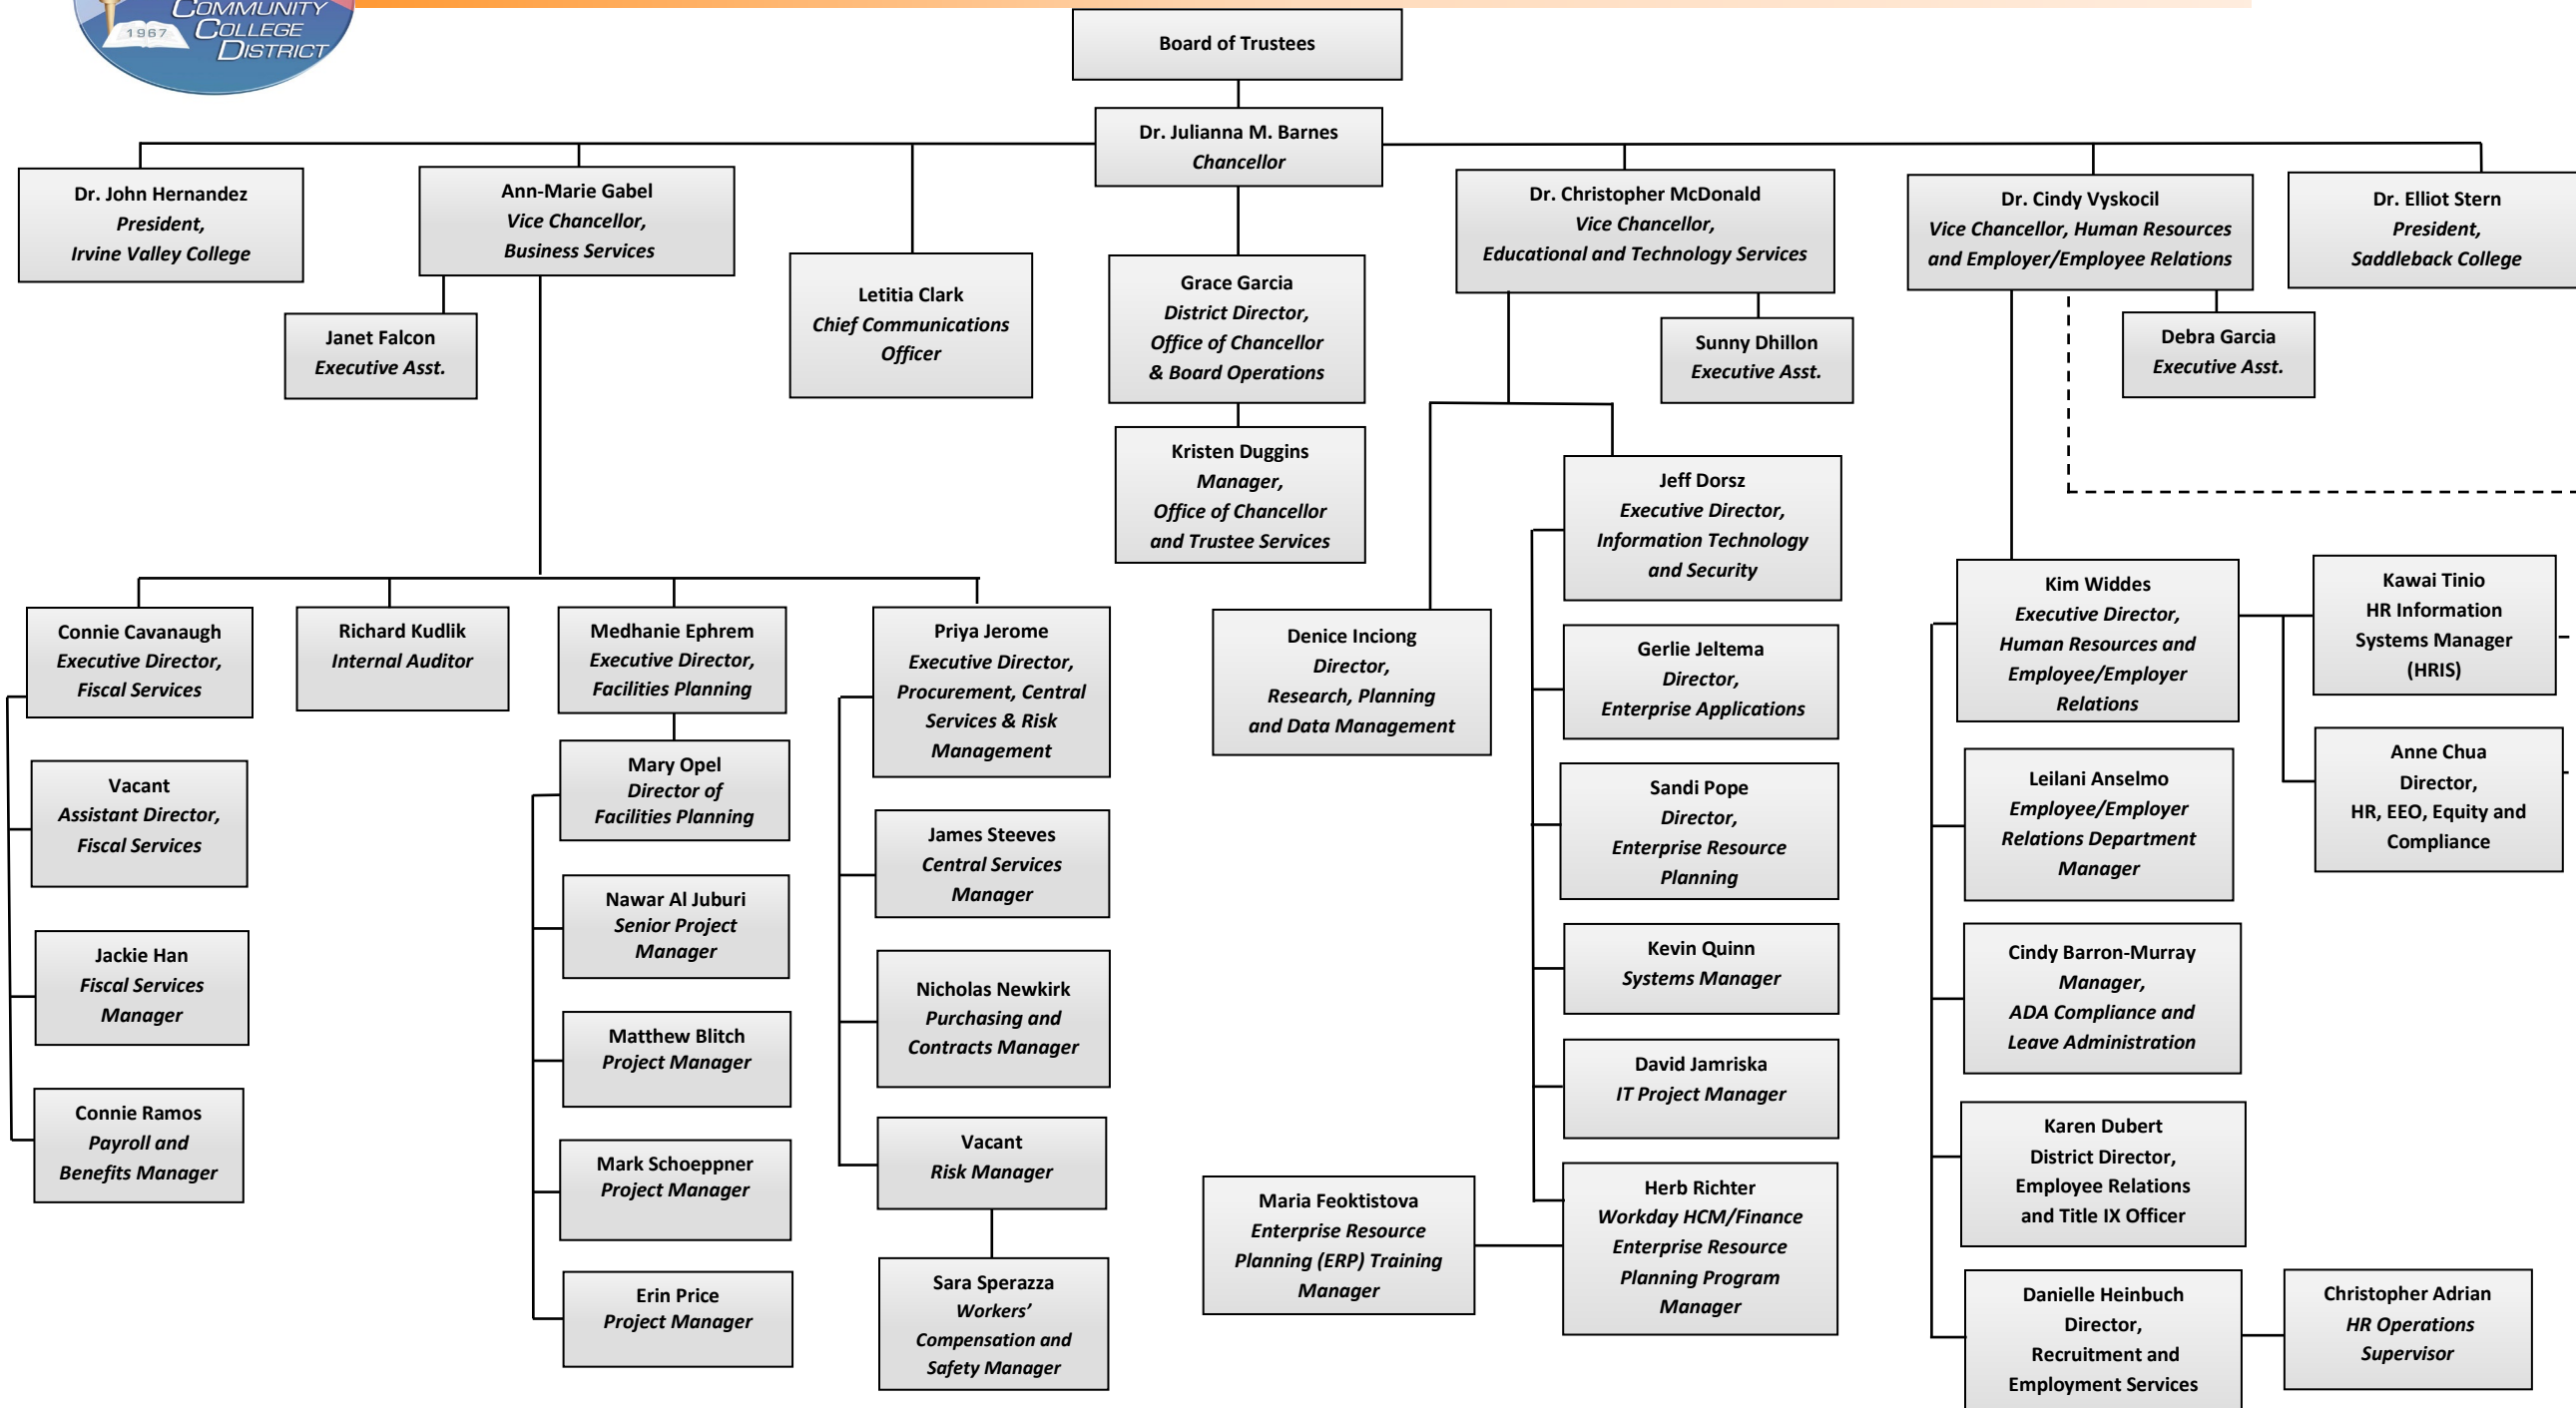 COMMUNITY
COLLEGE
DISTRICT
1967
Board of Trustees
Dr. Julianna M. Barnes
Chancellor
Dr. John Hernandez
President,
Irvine Valley College
Ann-Marie Gabel
Vice Chancellor,
Business Services
Janet Falcon
Executive Asst.
Letitia Clark
Chief Communications
Officer
Grace Garcia
District Director,
Office of Chancellor
& Board Operations
Kristen Duggins
Manager,
Office of Chancellor
and Trustee Services
Dr. Christopher McDonald
Vice Chancellor,
Educational and Technology Services
Sunny Dhillon
Executive Asst.
Dr. Cindy Vyskocil
Vice Chancellor, Human Resources
and Employer/Employee Relations
Debra Garcia
Executive Asst.
Dr. Elliot Stern
President,
Saddleback College
Connie Cavanaugh
Executive Director,
Fiscal Services
Vacant
Assistant Director,
Fiscal Services
Jackie Han
Fiscal Services
Manager
Connie Ramos
Payroll and
Benefits Manager
Richard Kudlik
Internal Auditor
Medhanie Ephrem
Executive Director,
Facilities Planning
Mary Opel
Director of
Facilities Planning
Nawar Al Juburi
Senior Project
Manager
Matthew Blitch
Project Manager
Mark Schoeppner
Project Manager
Erin Price
Project Manager
Priya Jerome
Executive Director,
Procurement, Central
Services & Risk
Management
James Steeves
Central Services
Manager
Nicholas Newkirk
Purchasing and
Contracts Manager
Vacant
Risk Manager
Sara Sperazza
Workers’
Compensation and
Safety Manager
Denice Inciong
Director,
Research, Planning
and Data Management
Jeff Dorsz
Executive Director,
Information Technology
and Security
Gerlie Jeltema
Director,
Enterprise Applications
Sandi Pope
Director,
Enterprise Resource
Planning
Kevin Quinn
Systems Manager
David Jamriska
IT Project Manager
Herb Richter
Workday HCM/Finance
Enterprise Resource
Planning Program
Manager
Maria Feoktistova
Enterprise Resource
Planning (ERP) Training
Manager
Kim Widdes
Executive Director,
Human Resources and
Employee/Employer
Relations
Kawai Tinio
HR Information
Systems Manager
(HRIS)
Anne Chua
Director,
HR, EEO, Equity and
Compliance
Leilani Anselmo
Employee/Employer
Relations Department
Manager
Cindy Barron-Murray
Manager,
ADA Compliance and
Leave Administration
Karen Dubert
District Director,
Employee Relations
and Title IX Officer
Danielle Heinbuch
Director,
Recruitment and
Employment Services
Christopher Adrian
HR Operations
Supervisor